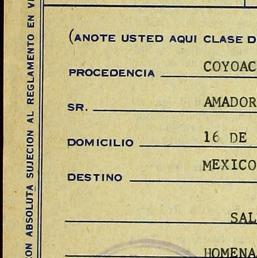 (ANOTE USTED AQUI CLASE D
PROCEDENCIA COYOAC
SR. AMADOR
DOMICILIO 16 DE
DESTINO MEXICO
SAL
HOMENA
ON ABSOLUTA SUJECION AL REGLAMENTO EN VI